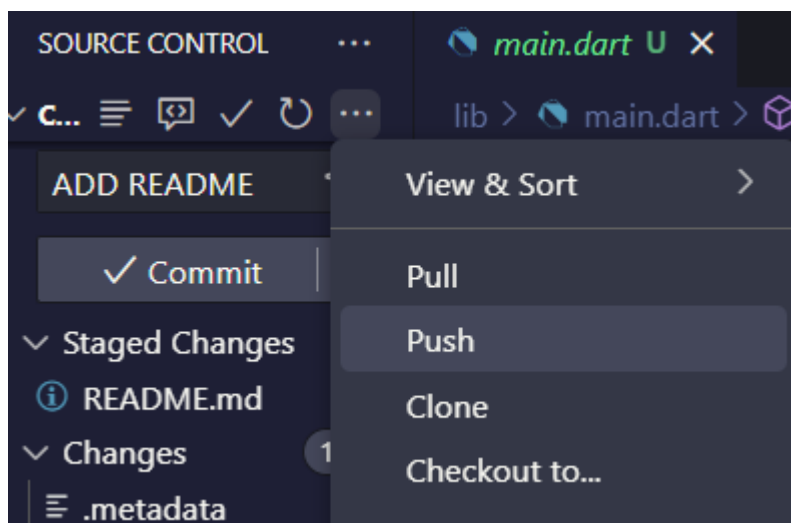 SOURCE CONTROL ...
main.dart U
C... ...
lib > main.dart >
ADD README
View & Sort
Commit
Pull
Staged Changes
Push
README.md
Clone
Changes 1
Checkout to...
.metadata